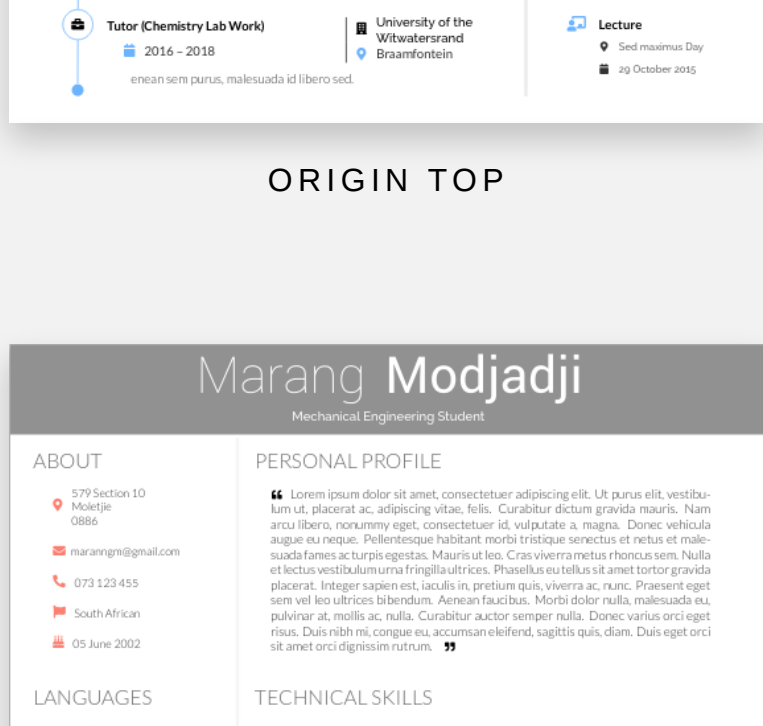 Tutor (Chemistry Lab Work)
2016 – 2018
University of the
Witwatersrand
Braamfontein
enean sem purus, malesuada id libero sed.
Lecture
Sed maximus Day
29 October 2015
ORIGIN TOP
Marang Modjadji
Mechanical Engineering Student
ABOUT
579 Section 10
Moletjie
0886
maranngm@gmail.com
073 123 455
South African
05 June 2002
LANGUAGES
PERSONAL PROFILE
❝ Lorem ipsum dolor sit amet, consectetuer adipiscing elit. Ut purus elit, vestibu-
lum ut, placerat ac, adipiscing vitae, felis. Curabitur dictum gravida mauris. Nam
arcu libero, nonummy eget, consectetuer id, vulputate a, magna. Donec vehicula
augue eu neque. Pellentesque habitant morbi tristique senectus et netus et male-
suada fames ac turpis egestas. Mauris ut leo. Cras viverra metus rhoncus sem. Nulla
et lectus vestibulum urna fringilla ultrices. Phasellus eu tellus sit amet tortor gravida
placerat. Integer sapien est, iaculis in, pretium quis, viverra ac, nunc. Praesent eget
sem vel leo ultrices bibendum. Aenean faucibus. Morbi dolor nulla, malesuada eu,
pulvinar at, mollis ac, nulla. Curabitur auctor semper nulla. Donec varius orci eget
risus. Duis nibh mi, congue eu, accumsan eleifend, sagittis quis, diam. Duis eget orci
sit amet orci dignissim rutrum. ❞
TECHNICAL SKILLS